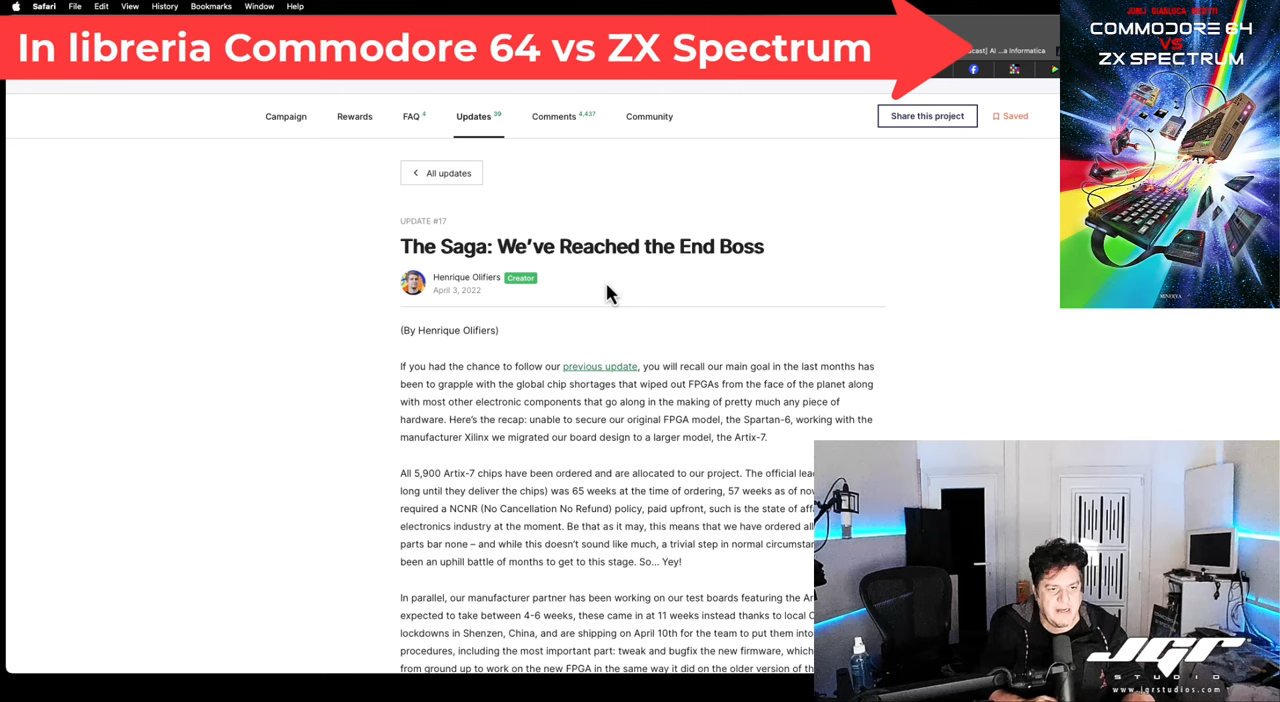 Safari File Edit View History Bookmarks Window Help
In libreria Commodore 64 vs ZX Spectrum
cast] AI ...a Informatica
COMMODORE 64
VS
ZX SPECTRUM
MINERVA
Campaign Rewards FAQ 4 Updates 39 Comments 4,437 Community Share this project Saved
All updates
UPDATE #17
The Saga: We've Reached the End Boss
Henrique Olifiers Creator
April 3, 2022
(By Henrique Olifiers)
If you had the chance to follow our previous update, you will recall our main goal in the last months has
been to grapple with the global chip shortages that wiped out FPGAs from the face of the planet along
with most other electronic components that go along in the making of pretty much any piece of
hardware. Here's the recap: unable to secure our original FPGA model, the Spartan-6, working with the
manufacturer Xilinx we migrated our board design to a larger model, the Artix-7.
All 5,900 Artix-7 chips have been ordered and are allocated to our project. The official lea
long until they deliver the chips) was 65 weeks at the time of ordering, 57 weeks as of now
required a NCNR (No Cancellation No Refund) policy, paid upfront, such is the state of aff
electronics industry at the moment. Be that as it may, this means that we have ordered all
parts bar none – and while this doesn't sound like much, a trivial step in normal circumstan
been an uphill battle of months to get to this stage. So... Yey!
In parallel, our manufacturer partner has been working on our test boards featuring the Ar
expected to take between 4-6 weeks, these came in at 11 weeks instead thanks to local C
lockdowns in Shenzen, China, and are shipping on April 10th for the team to put them into
procedures, including the most important part: tweak and bugfix the new firmware, which
from ground up to work on the new FPGA in the same way it did on the older version of th
JGR
STUDIO
www.jgrstudios.com